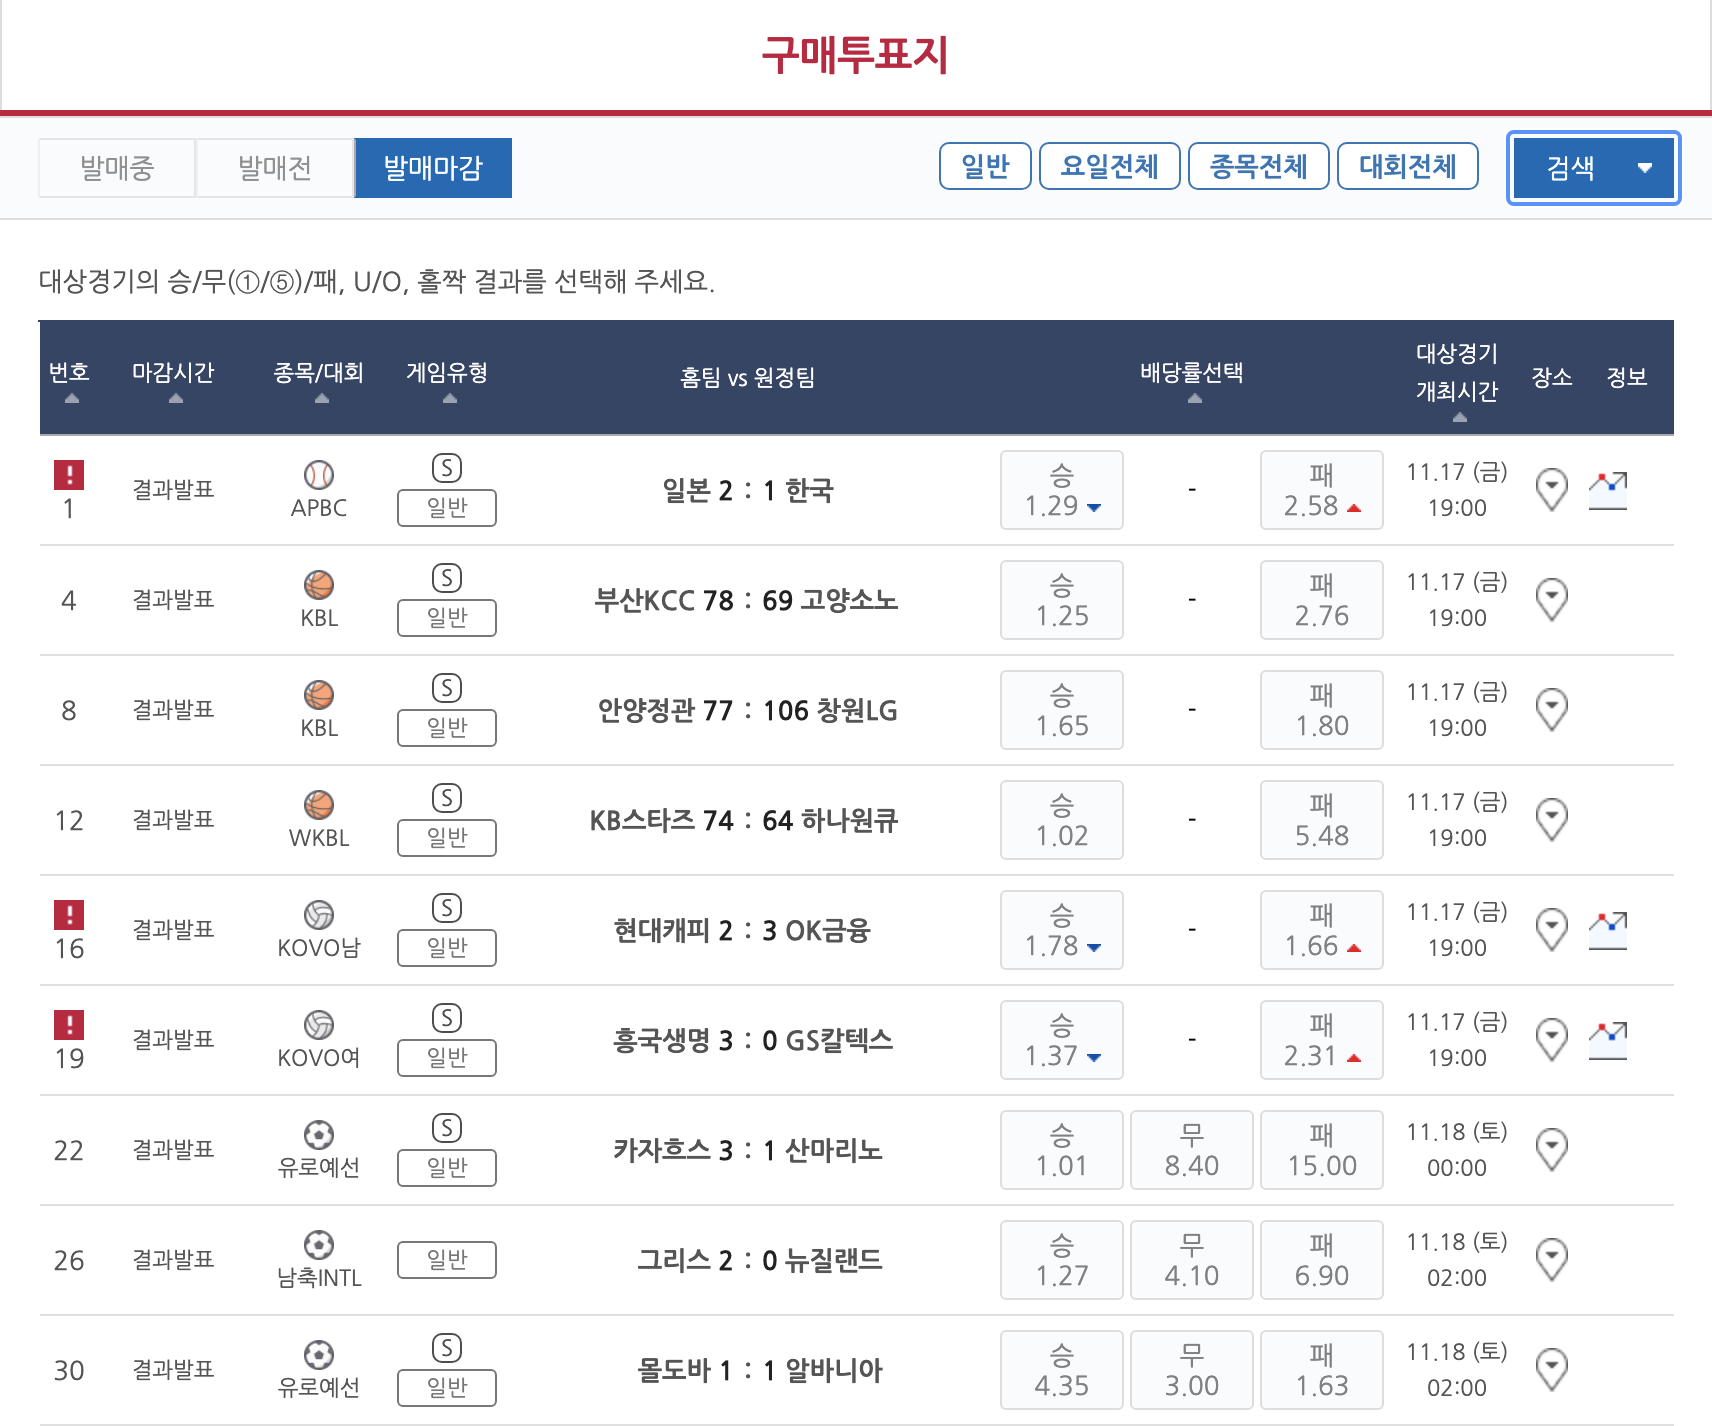 구매투표지
발매중 발매전 발매마감 일반 요일전체 종목전체 대회전체 검색
대상경기의 승/무(①/⑤)/패, U/O, 홀짝 결과를 선택해 주세요.
번호 마감시간 종목/대회 게임유형 홈팀 vs 원정팀 배당률선택 대상경기 개최시간 장소 정보
! 1 결과발표 APBC S 일반 일본 2 : 1 한국 승 1.29 - 패 2.58 11.17 (금) 19:00
4 결과발표 KBL S 일반 부산KCC 78 : 69 고양소노 승 1.25 - 패 2.76 11.17 (금) 19:00
8 결과발표 KBL S 일반 안양정관 77 : 106 창원LG 승 1.65 - 패 1.80 11.17 (금) 19:00
12 결과발표 WKBL S 일반 KB스타즈 74 : 64 하나원큐 승 1.02 - 패 5.48 11.17 (금) 19:00
! 16 결과발표 KOVO남 S 일반 현대캐피 2 : 3 OK금융 승 1.78 - 패 1.66 11.17 (금) 19:00
! 19 결과발표 KOVO여 S 일반 흥국생명 3 : 0 GS칼텍스 승 1.37 - 패 2.31 11.17 (금) 19:00
22 결과발표 유로예선 S 일반 카자흐스 3 : 1 산마리노 승 1.01 무 8.40 패 15.00 11.18 (토) 00:00
26 결과발표 남축INTL 일반 그리스 2 : 0 뉴질랜드 승 1.27 무 4.10 패 6.90 11.18 (토) 02:00
30 결과발표 유로예선 S 일반 몰도바 1 : 1 알바니아 승 4.35 무 3.00 패 1.63 11.18 (토) 02:00